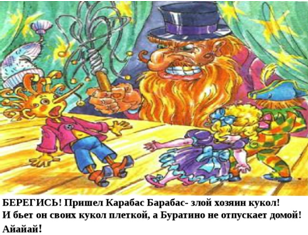 БЕРЕГИСЬ! Пришел Карабас Барабас- злой хозяин кукол!
И бьет он своих кукол плеткой, а Буратино не отпускает домой!
Айайай!